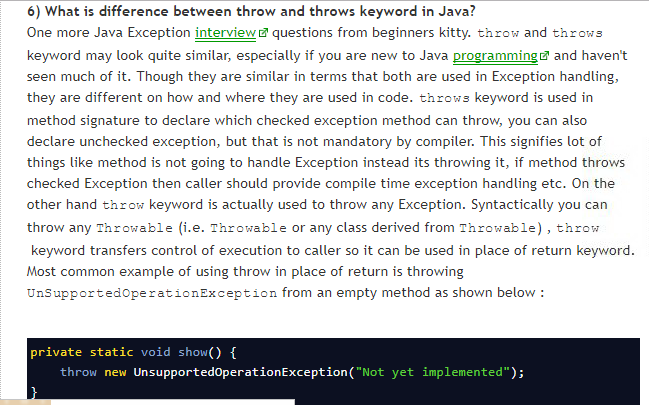 6) What is difference between throw and throws keyword in Java?
One more Java Exception interview questions from beginners kitty. throw and throws
keyword may look quite similar, especially if you are new to Java programming and haven't
seen much of it. Though they are similar in terms that both are used in Exception handling,
they are different on how and where they are used in code. throws keyword is used in
method signature to declare which checked exception method can throw, you can also
declare unchecked exception, but that is not mandatory by compiler. This signifies lot of
things like method is not going to handle Exception instead its throwing it, if method throws
checked Exception then caller should provide compile time exception handling etc. On the
other hand throw keyword is actually used to throw any Exception. Syntactically you can
throw any Throwable (i.e. Throwable or any class derived from Throwable) , throw
keyword transfers control of execution to caller so it can be used in place of return keyword.
Most common example of using throw in place of return is throwing
UnSupportedOperationException from an empty method as shown below :
private static void show() {
throw new UnsupportedOperationException("Not yet implemented");
}